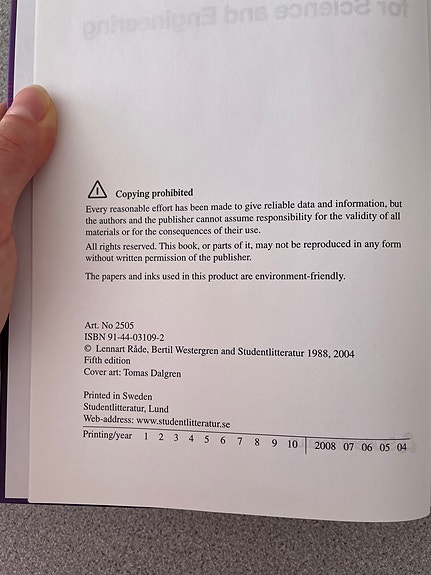 for Science and Engineering
Copying prohibited
Every reasonable effort has been made to give reliable data and information, but
the authors and the publisher cannot assume responsibility for the validity of all
materials or for the consequences of their use.
All rights reserved. This book, or parts of it, may not be reproduced in any form
without written permission of the publisher.
The papers and inks used in this product are environment-friendly.
Art. No 2505
ISBN 91-44-03109-2
© Lennart Råde, Bertil Westergren and Studentlitteratur 1988, 2004
Fifth edition
Cover art: Tomas Dalgren
Printed in Sweden
Studentlitteratur, Lund
Web-address: www.studentlitteratur.se
Printing/year 1 2 3 4 5 6 7 8 9 10 | 2008 07 06 05 04